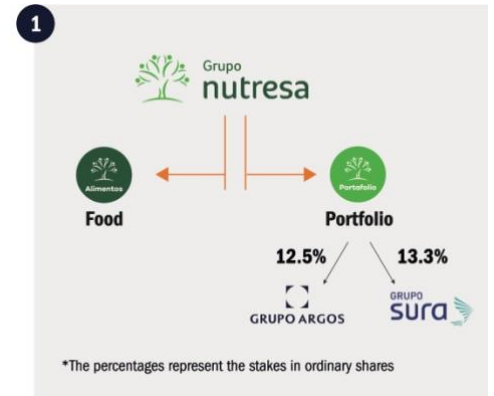 1
Grupo
nutresa
Alimentos
Portafolio
Food
Portfolio
12.5%
13.3%
GRUPO ARGOS
GRUPO
sura
*The percentages represent the stakes in ordinary shares